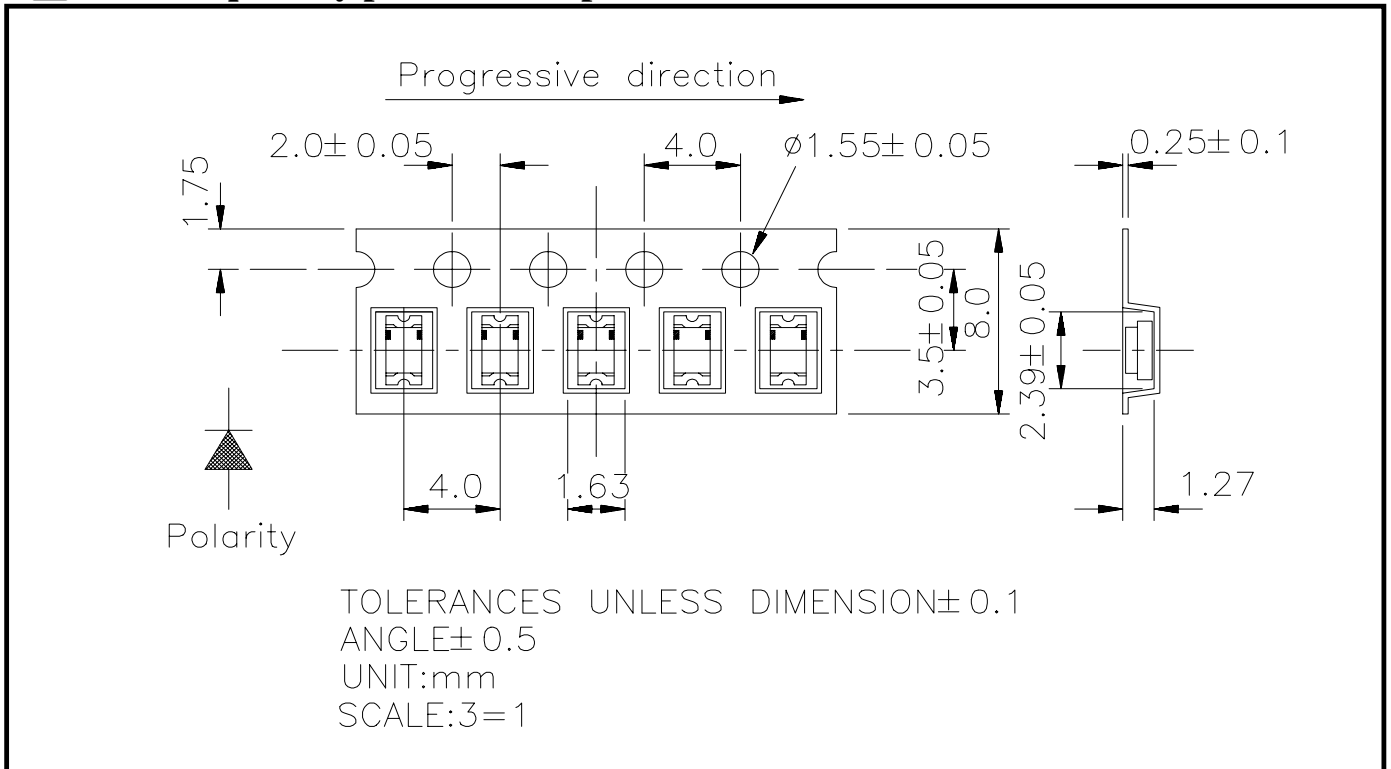 Progressive direction
2.0± 0.05
4.0
ø1.55± 0.05
0.25± 0.1
1.75
3.5± 0.05
8.0
2.39± 0.05
4.0
1.63
1.27
Polarity
TOLERANCES UNLESS DIMENSION± 0.1
ANGLE± 0.5
UNIT:mm
SCALE:3=1